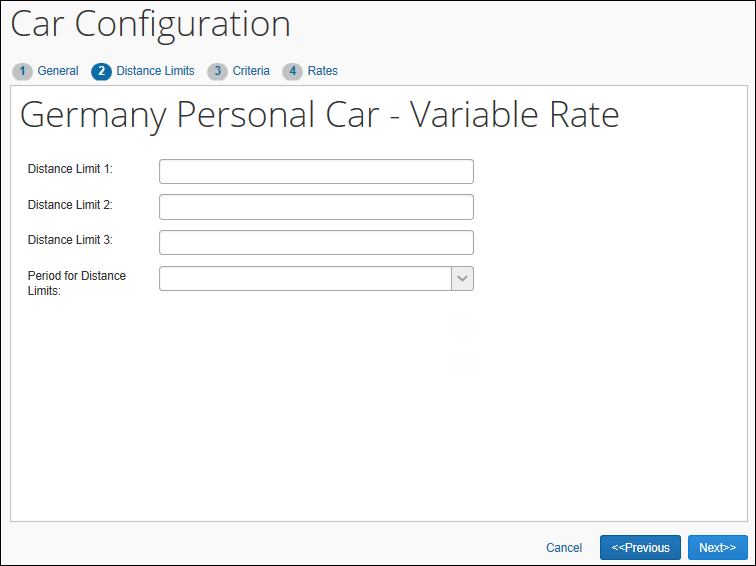 Car Configuration
1 General 2 Distance Limits 3 Criteria 4 Rates
Germany Personal Car - Variable Rate
Distance Limit 1:
Distance Limit 2:
Distance Limit 3:
Period for Distance
Limits:
Cancel <<Previous Next>>